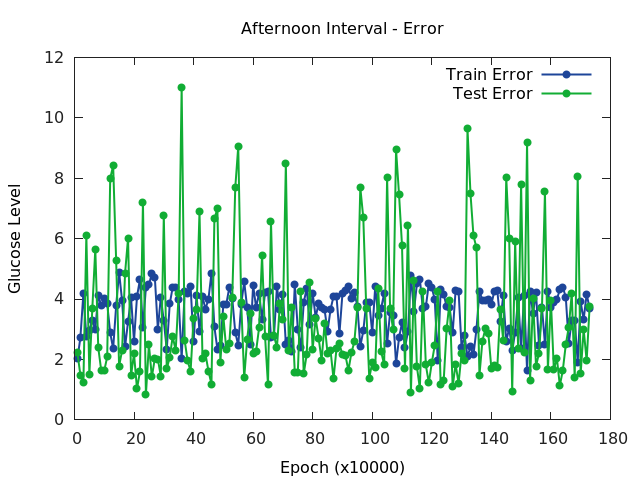 Afternoon Interval - Error
Train Error
Test Error
Glucose Level
12
10
8
6
4
2
0
0 20 40 60 80 100 120 140 160 180
Epoch (x10000)